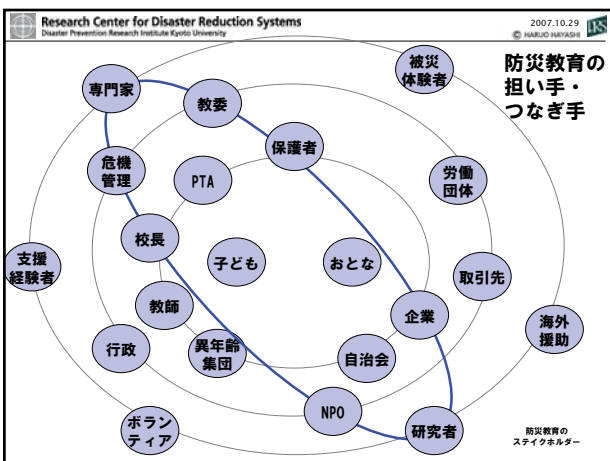 Research Center for Disaster Reduction Systems
Disaster Prevention Research Institute Kyoto University
2007.10.29
© HARUO HAYASHI
DRS
防災教育の
担い手・
つなぎ手
被災
体験者
専門家
教委
保護者
危機
管理
PTA
労働
団体
校長
子ども
おとな
支援
経験者
取引先
教師
企業
海外
援助
行政
異年齢
集団
自治会
NPO
ボラン
ティア
研究者
防災教育の
ステイクホルダー